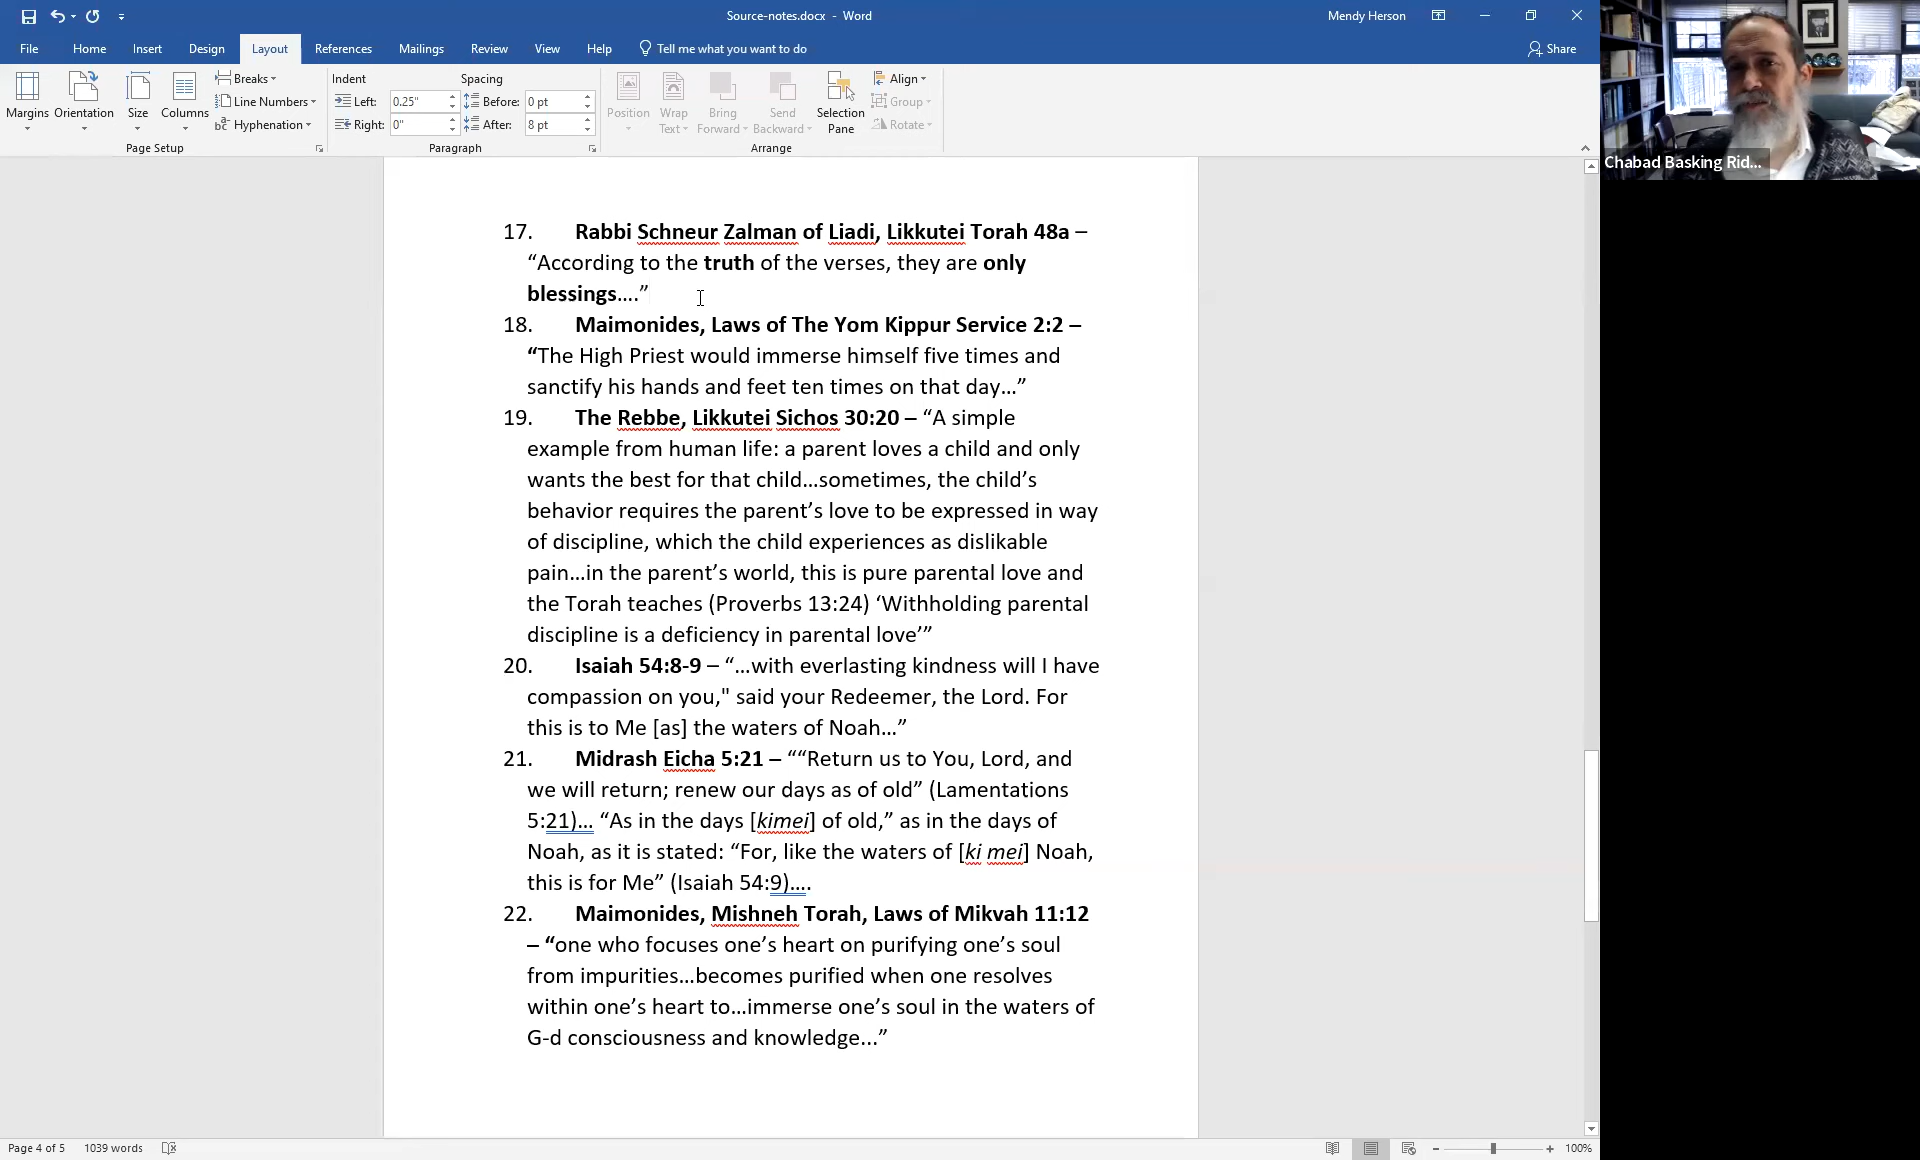 Source-notes.docx - Word
Mendy Herson
File Home Insert Design Layout References Mailings Review View Help Tell me what you want to do
Share
Margins
Orientation
Size
Columns
Breaks
Line Numbers
Hyphenation
Page Setup
Indent
Left: 0.25"
Right: 0"
Spacing
Before: 0 pt
After: 8 pt
Paragraph
Position
Wrap Text
Bring Forward
Send Backward
Selection Pane
Align
Group
Rotate
Arrange
Chabad Basking Rid...
17. Rabbi Schneur Zalman of Liadi, Likkutei Torah 48a –
“According to the truth of the verses, they are only
blessings….”
18. Maimonides, Laws of The Yom Kippur Service 2:2 –
“The High Priest would immerse himself five times and
sanctify his hands and feet ten times on that day…”
19. The Rebbe, Likkutei Sichos 30:20 – “A simple
example from human life: a parent loves a child and only
wants the best for that child…sometimes, the child’s
behavior requires the parent’s love to be expressed in way
of discipline, which the child experiences as dislikable
pain…in the parent’s world, this is pure parental love and
the Torah teaches (Proverbs 13:24) ‘Withholding parental
discipline is a deficiency in parental love’”
20. Isaiah 54:8-9 – “…with everlasting kindness will I have
compassion on you," said your Redeemer, the Lord. For
this is to Me [as] the waters of Noah…”
21. Midrash Eicha 5:21 – ““Return us to You, Lord, and
we will return; renew our days as of old” (Lamentations
5:21)… “As in the days [kimei] of old,” as in the days of
Noah, as it is stated: “For, like the waters of [ki mei] Noah,
this is for Me” (Isaiah 54:9)….
22. Maimonides, Mishneh Torah, Laws of Mikvah 11:12
– “one who focuses one’s heart on purifying one’s soul
from impurities…becomes purified when one resolves
within one’s heart to…immerse one’s soul in the waters of
G-d consciousness and knowledge...”
Page 4 of 5 1039 words
100%